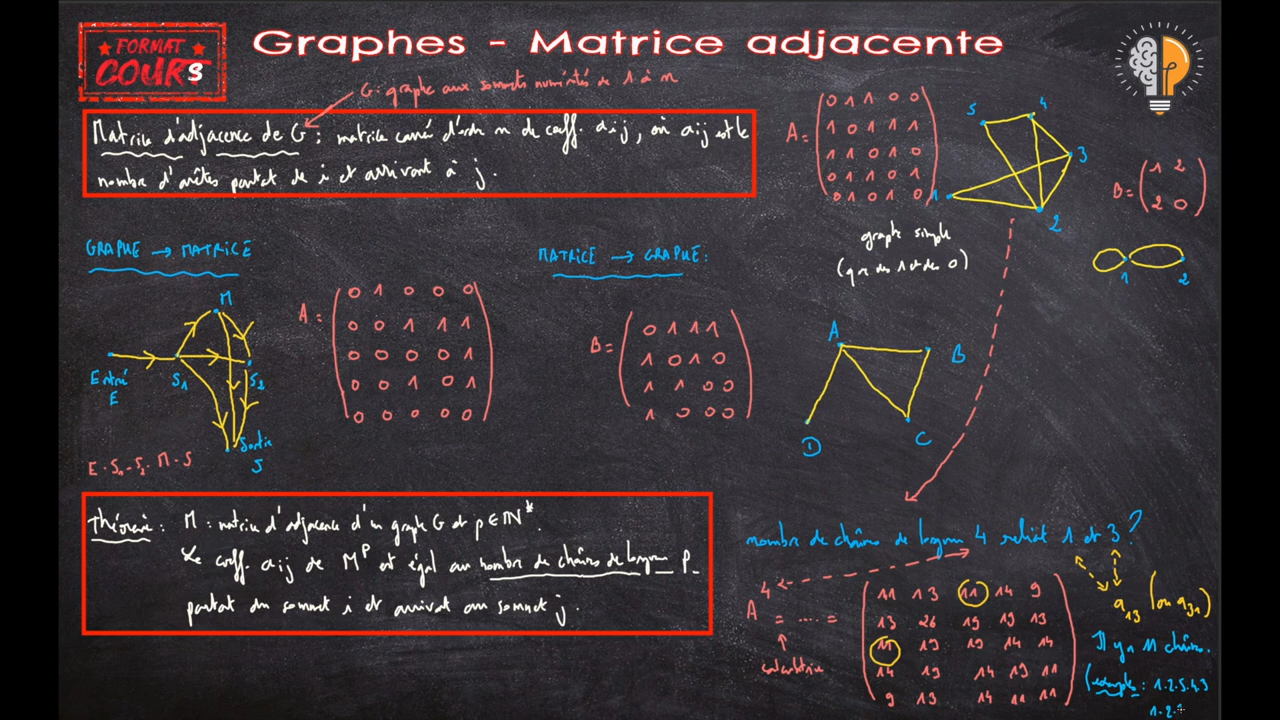 FORMAT
COURS
Graphes - Matrice adjacente
G: graphe aux sommets numérotés de 1 à n
Matrice d'adjacence de G : matrice carré d'ordre n de coeff. aij, où aij est le
nombre d'arêtes partant de i et arrivant à j.
A =
0 1 1 0 0
1 0 1 1 1
1 1 0 1 0
0 1 1 0 1
0 1 0 1 0
5 4
3
1
2
B =
1 2
2 0
1 2
graphe simple
(que des 1 et des 0)
GRAPHE → MATRICE
M
Entré
E
S1
S2
Sortie
S
E-S1-S2-M-S
A =
0 1 0 0 0
0 0 1 1 1
0 0 0 0 1
0 0 1 0 1
0 0 0 0 0
MATRICE → GRAPHE:
B =
0 1 1 1
1 0 1 0
1 1 0 0
1 0 0 0
A
B
D
C
Théorème : M : matrice d'adjacence d'un graphe G et p ∈ ℕ*.
Le coeff. aij de M^p est égal au nombre de chaînes de longueur p
partant du sommet i et arrivant au sommet j.
nombre de chaînes de longueur 4 reliant 1 et 3 ?
A^4 = .... =
calculatrice
11 13 11 14 9
13 26 19 19 13
11 19 19 14 14
14 19 14 19 11
9 13 14 11 11
a13 (ou a31)
Il y a 11 chaînes.
(exemples : 1.2.5.4.3
1.2.